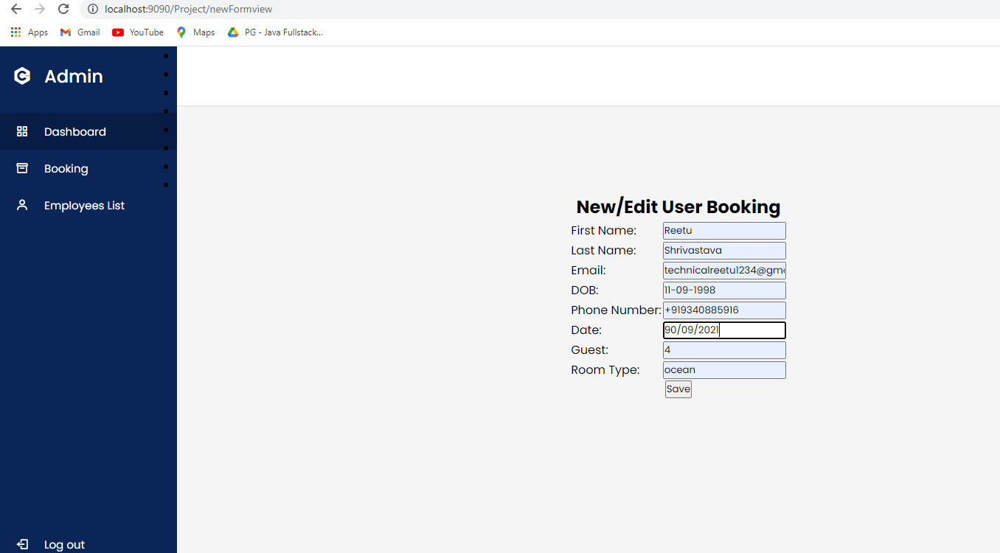 localhost:9090/Project/newFormview
Apps Gmail YouTube Maps PG - Java Fullstack...
Admin
Dashboard
Booking
Employees List
New/Edit User Booking
First Name: Reetu
Last Name: Shrivastava
Email: technicalreetu1234@gm
DOB: 11-09-1998
Phone Number: +919340885916
Date: 90/09/2021
Guest: 4
Room Type: ocean
Save
Log out